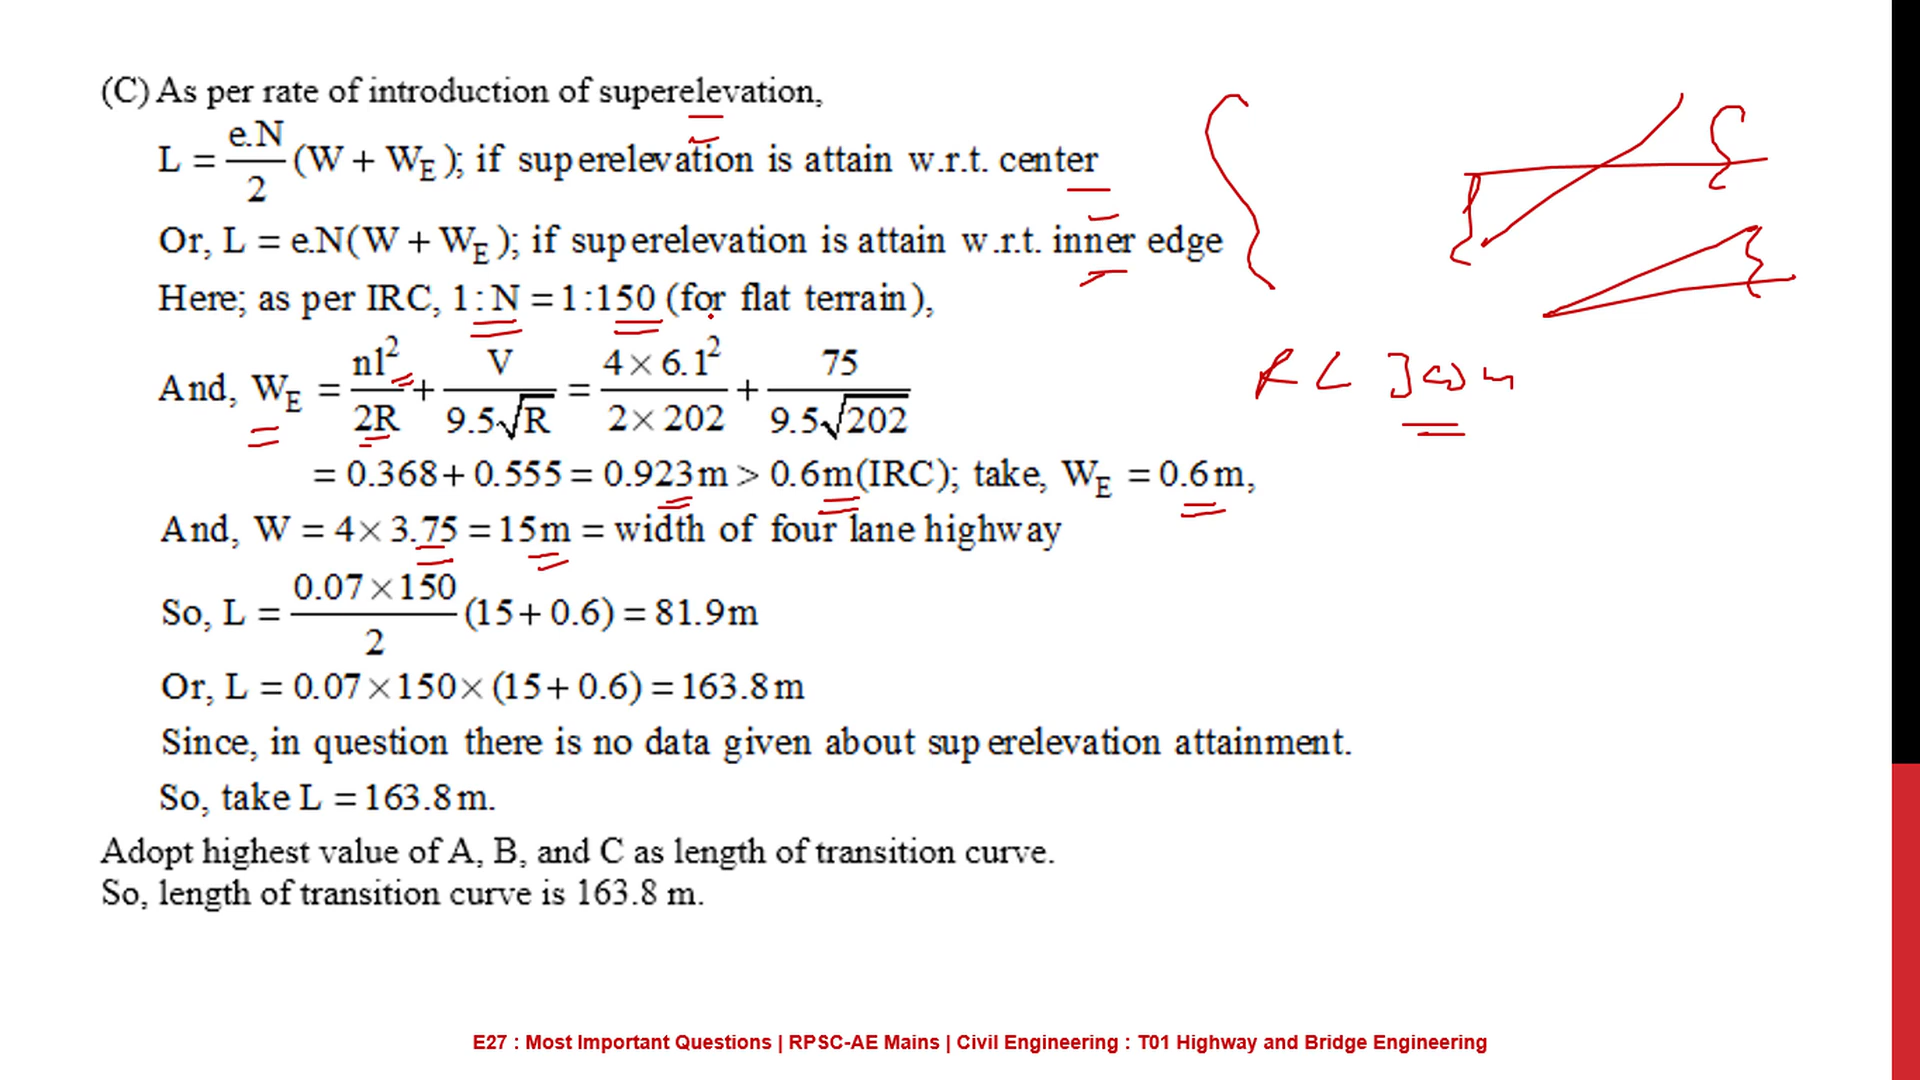 (C) As per rate of introduction of superelevation,
L = e.N/2 (W + W_E); if superelevation is attain w.r.t. center
Or, L = e.N(W + W_E); if superelevation is attain w.r.t. inner edge
Here; as per IRC, 1:N = 1:150 (for flat terrain),
And, W_E = nl²/2R + V/9.5√R = 4×6.1²/2×202 + 75/9.5√202
R < 300 m
= 0.368+0.555 = 0.923m > 0.6m(IRC); take, W_E = 0.6m,
And, W = 4×3.75 = 15m = width of four lane highway
So, L = 0.07×150/2 (15+0.6) = 81.9m
Or, L = 0.07×150×(15+0.6) = 163.8m
Since, in question there is no data given about superelevation attainment.
So, take L = 163.8m.
Adopt highest value of A, B, and C as length of transition curve.
So, length of transition curve is 163.8 m.
E27 : Most Important Questions | RPSC-AE Mains | Civil Engineering : T01 Highway and Bridge Engineering